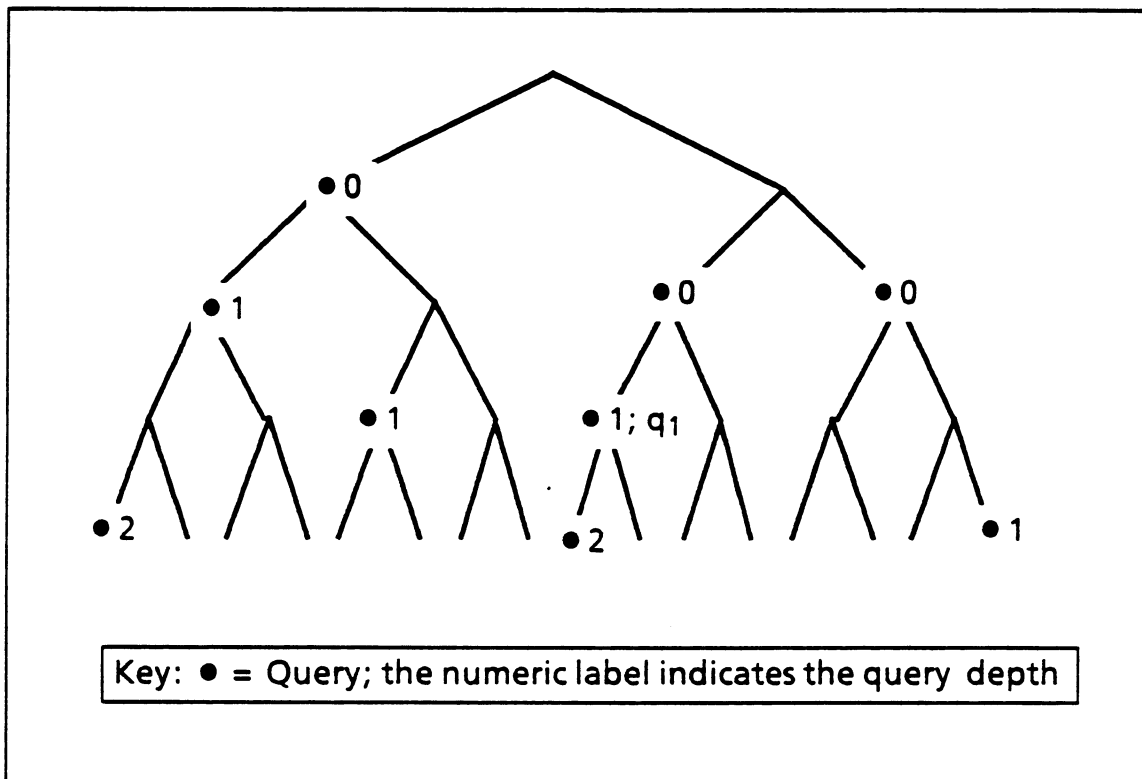 ● 0
● 0 ● 0
● 1
● 1 ● 1; q1
● 2 ● 2 ● 1
Key: ● = Query; the numeric label indicates the query depth